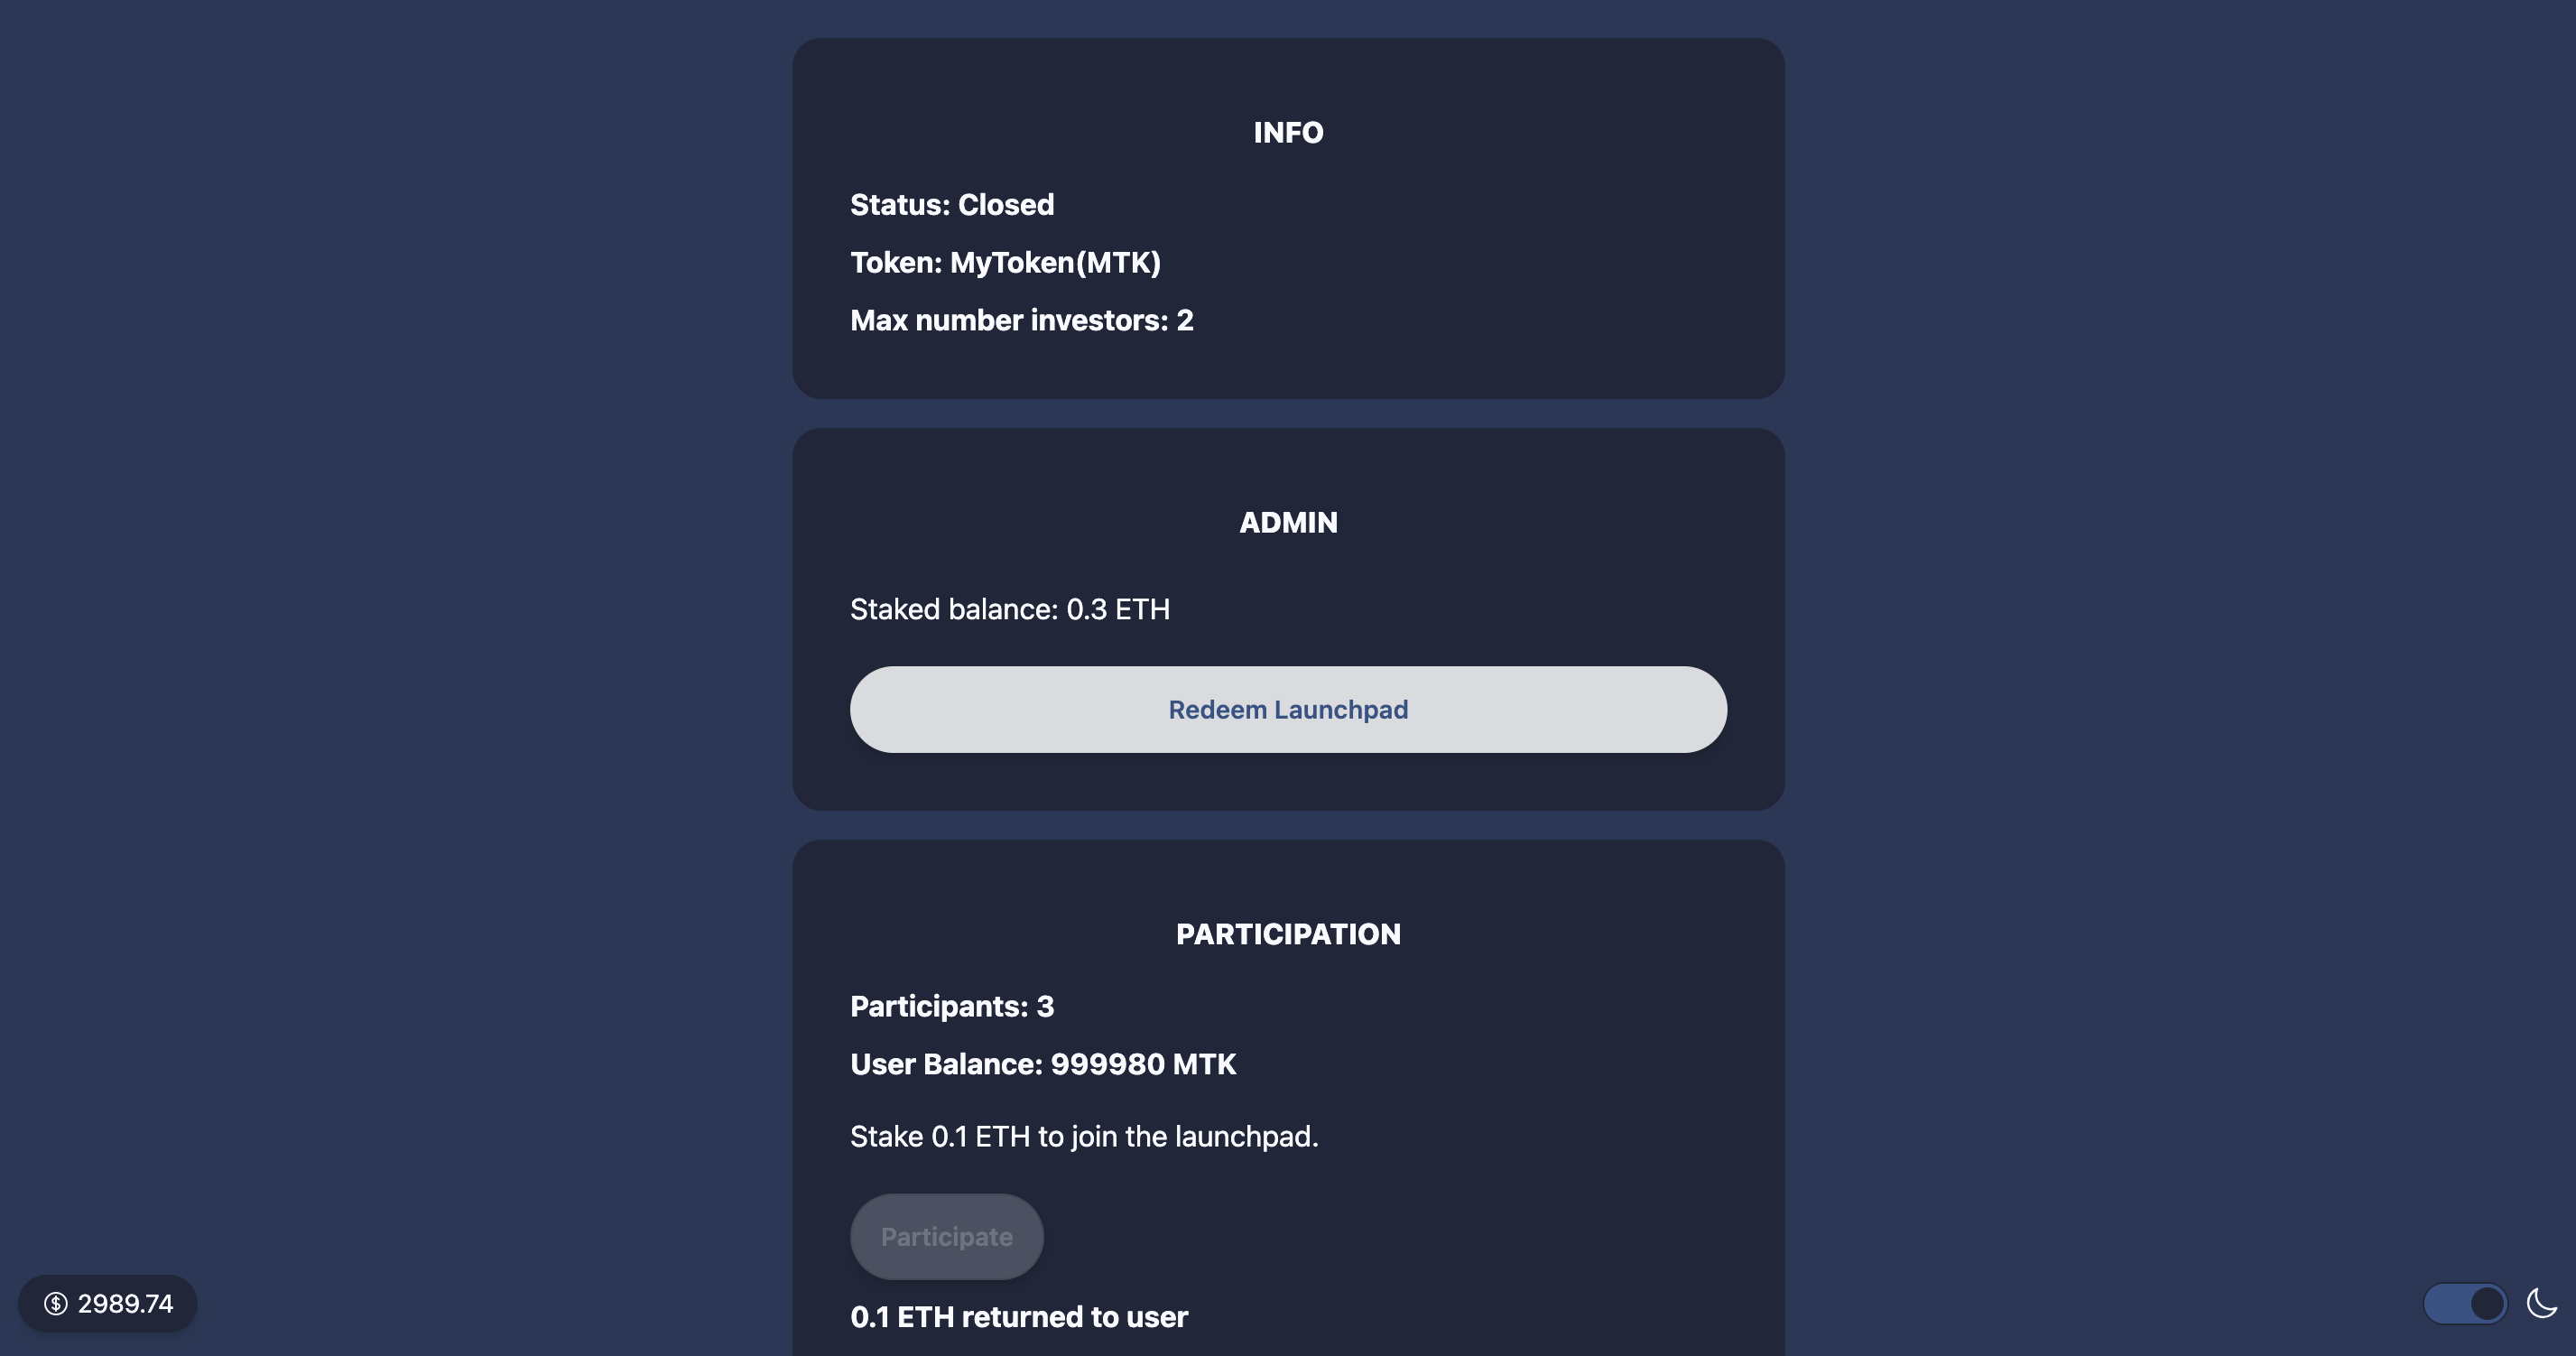 INFO
Status: Closed
Token: MyToken(MTK)
Max number investors: 2
ADMIN
Staked balance: 0.3 ETH
Redeem Launchpad
PARTICIPATION
Participants: 3
User Balance: 999980 MTK
Stake 0.1 ETH to join the launchpad.
Participate
0.1 ETH returned to user
2989.74